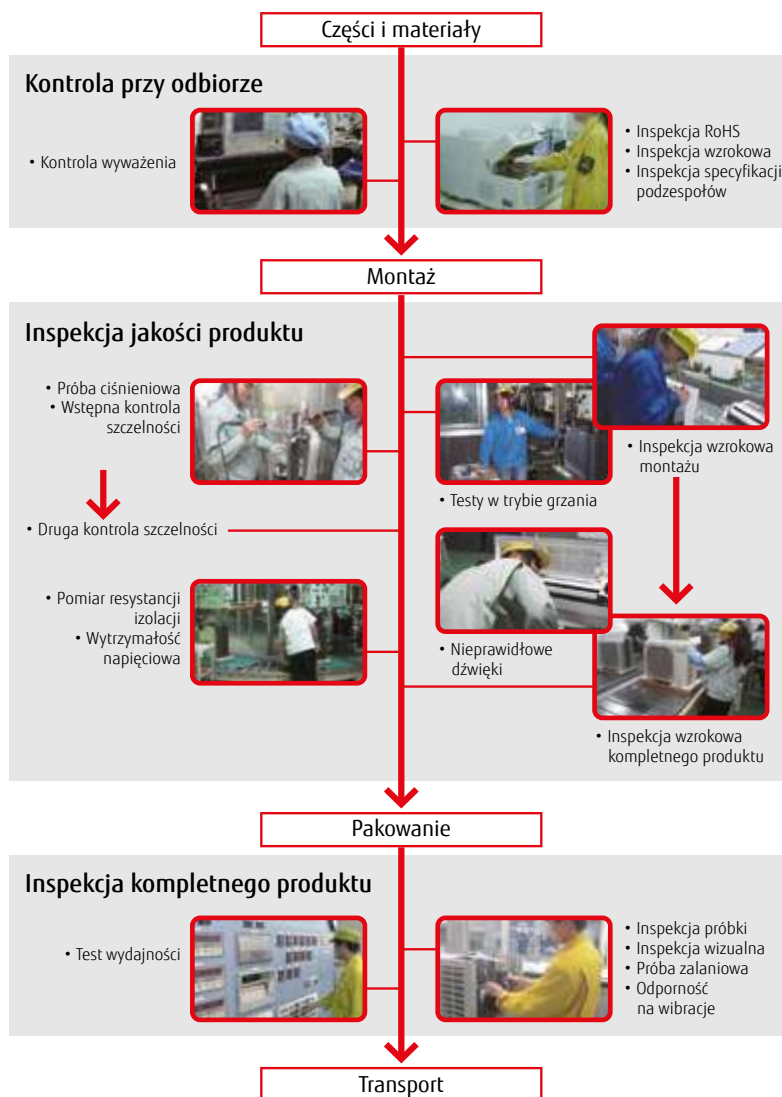 Części i materiały
Kontrola przy odbiorze
• Kontrola wyważenia
• Inspekcja RoHS
• Inspekcja wzrokowa
• Inspekcja specyfikacji
podzespołów
Montaż
Inspekcja jakości produktu
• Próba ciśnieniowa
• Wstępna kontrola
szczelności
• Druga kontrola szczelności
• Pomiar resystancji
izolacji
• Wytrzymałość
napięciowa
• Testy w trybie grzania
• Inspekcja wzrokowa
montażu
• Nieprawidłowe
dźwięki
• Inspekcja wzrokowa
kompletnego produktu
Pakowanie
Inspekcja kompletnego produktu
• Test wydajności
• Inspekcja próbki
• Inspekcja wizualna
• Próba zalaniowa
• Odporność
na wibracje
Transport